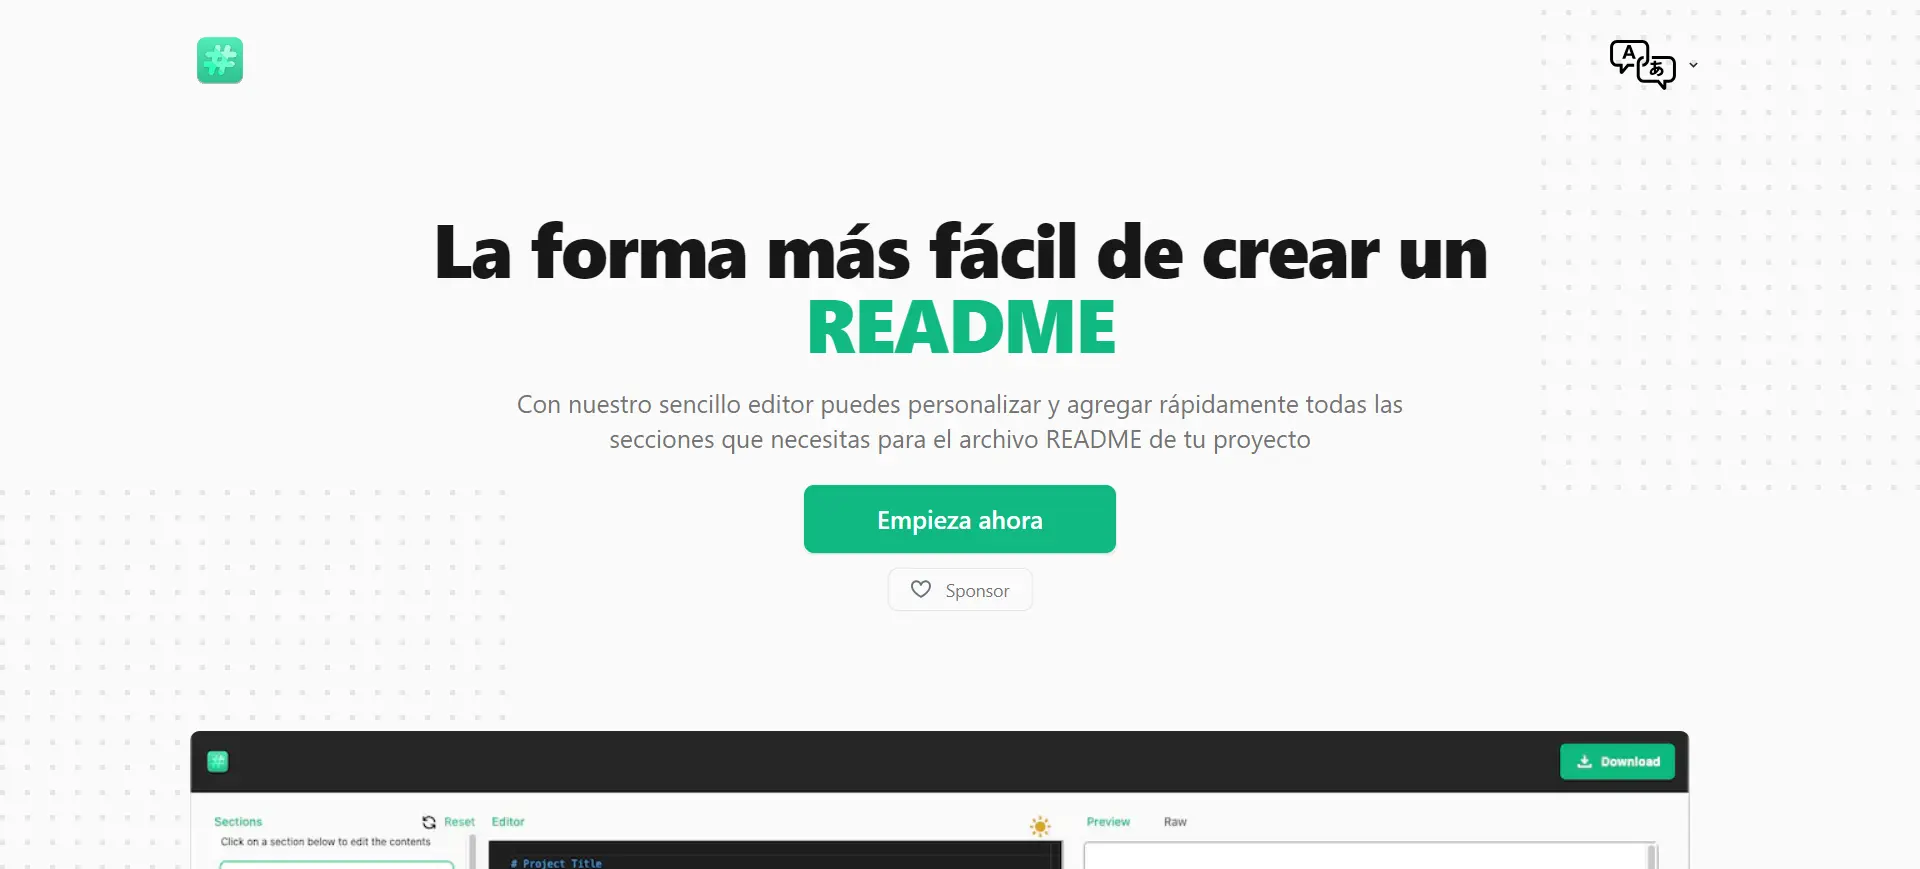 La forma más fácil de crear un
README
Con nuestro sencillo editor puedes personalizar y agregar rápidamente todas las
secciones que necesitas para el archivo README de tu proyecto
Empieza ahora
Sponsor
Download
Sections
Reset
Editor
Preview
Raw
Click on a section below to edit the contents
# Project Title